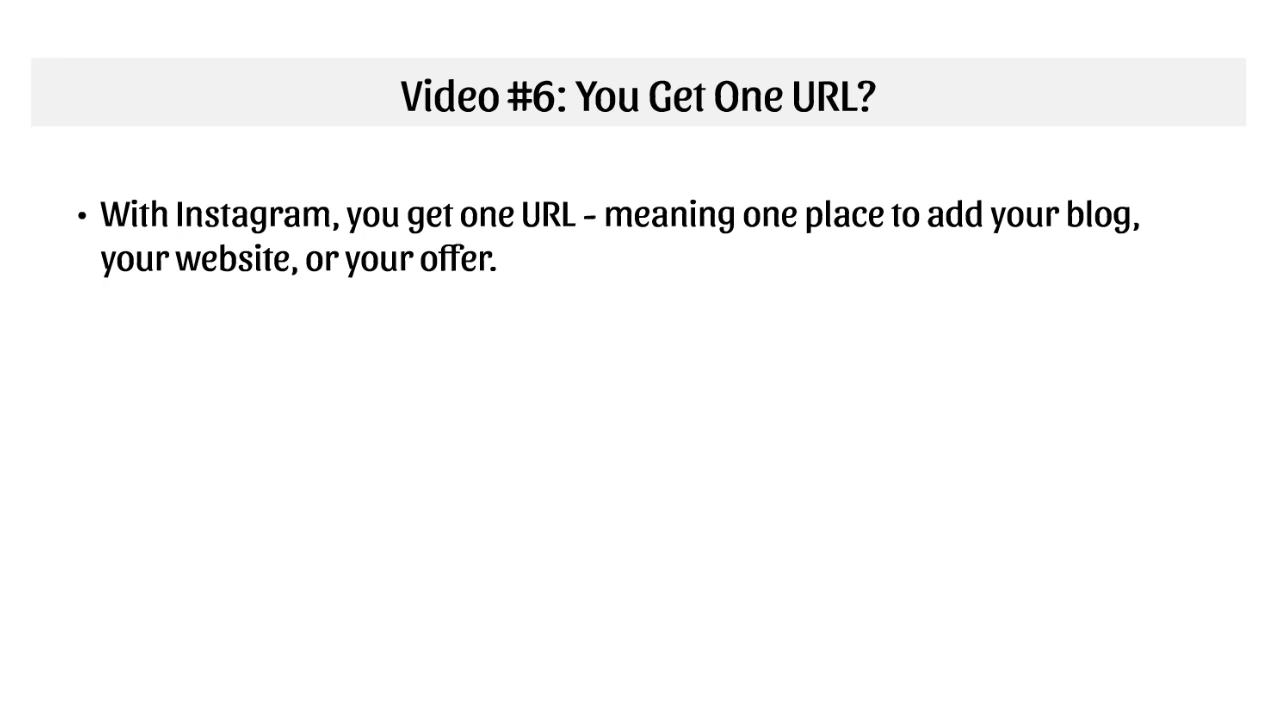 Video #6: You Get One URL?
• With Instagram, you get one URL - meaning one place to add your blog,
your website, or your offer.